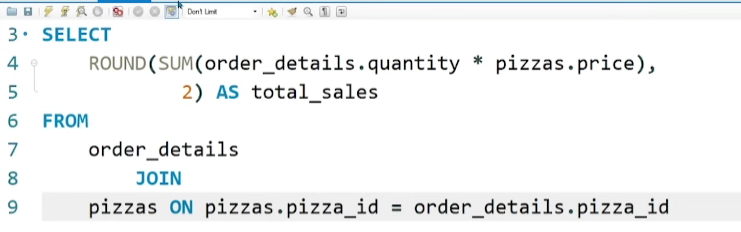 Don't Limit
3 SELECT
4 ROUND(SUM(order_details.quantity * pizzas.price),
5 2) AS total_sales
6 FROM
7 order_details
8 JOIN
9 pizzas ON pizzas.pizza_id = order_details.pizza_id